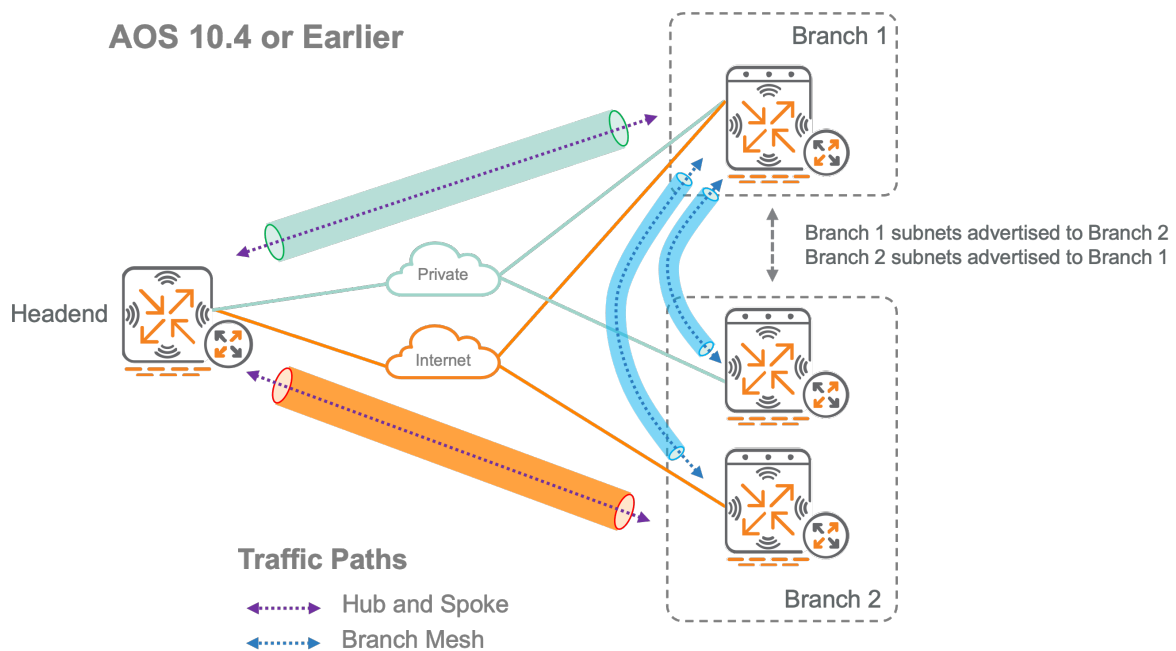 AOS 10.4 or Earlier
Branch 1
Branch 1 subnets advertised to Branch 2
Branch 2 subnets advertised to Branch 1
Private
Headend
Internet
Branch 2
Traffic Paths
Hub and Spoke
Branch Mesh